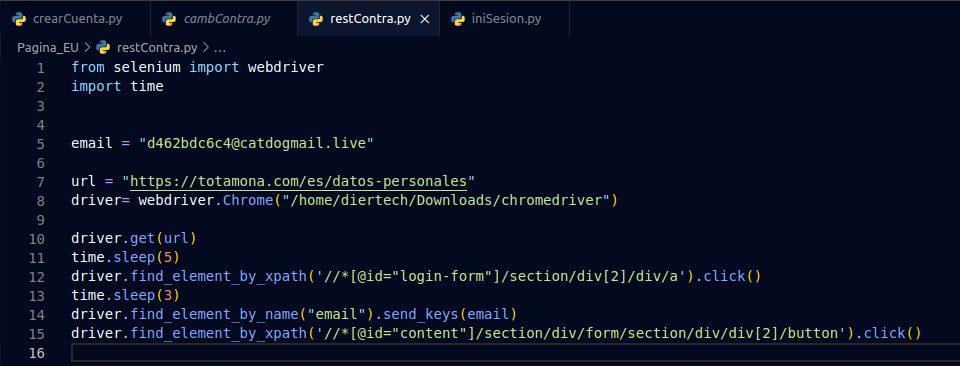 crearCuenta.py cambContra.py restContra.py × iniSesion.py
Pagina_EU > restContra.py > ...
1 from selenium import webdriver
2 import time
3
4
5 email = "d462bdc6c4@catdogmail.live"
6
7 url = "https://totamona.com/es/datos-personales"
8 driver= webdriver.Chrome("/home/diertech/Downloads/chromedriver")
9
10 driver.get(url)
11 time.sleep(5)
12 driver.find_element_by_xpath('//*[@id="login-form"]/section/div[2]/div/a').click()
13 time.sleep(3)
14 driver.find_element_by_name("email").send_keys(email)
15 driver.find_element_by_xpath('//*[@id="content"]/section/div/form/section/div/div[2]/button').click()
16